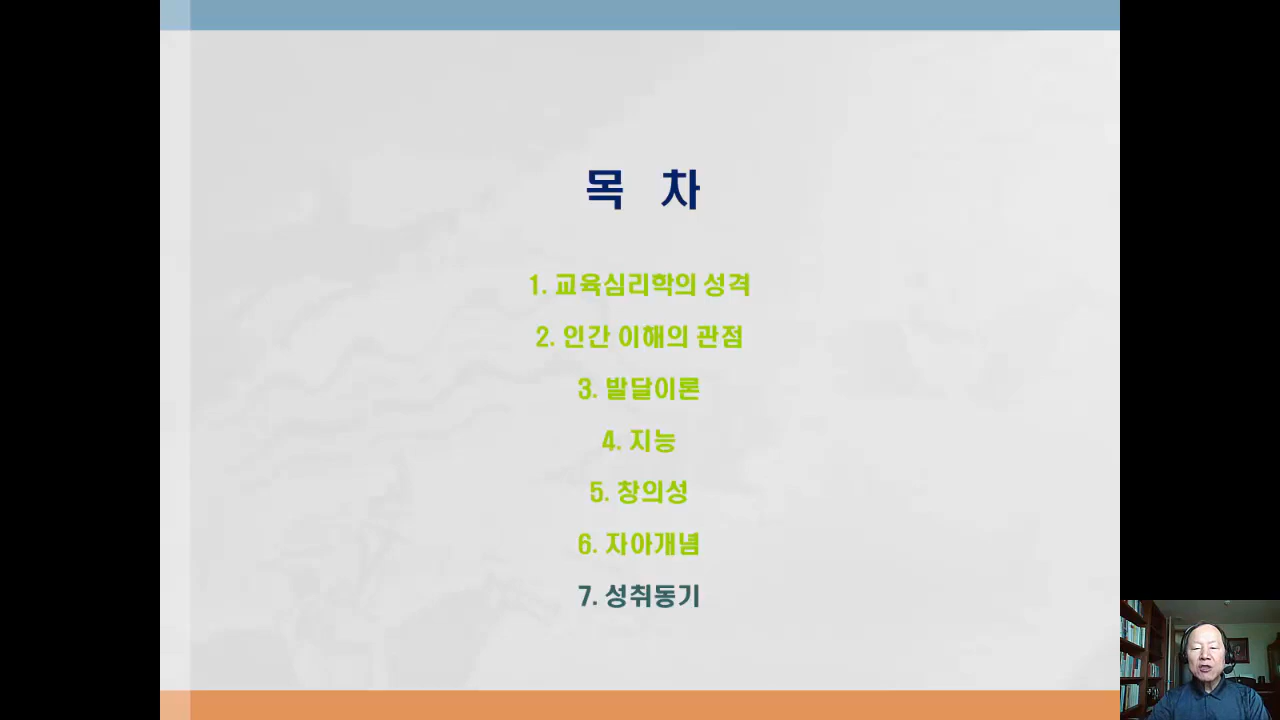 목 차
1. 교육심리학의 성격
2. 인간 이해의 관점
3. 발달이론
4. 지능
5. 창의성
6. 자아개념
7. 성취동기